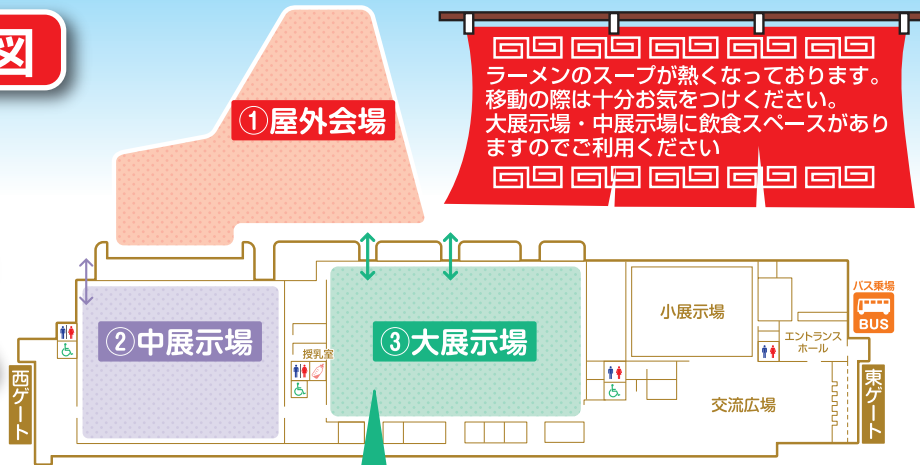 図
ラーメンのスープが熱くなっております。
移動の際は十分お気をつけください。
大展示場・中展示場に飲食スペースがあり
ますのでご利用ください
①屋外会場
②中展示場
③大展示場
授乳室
小展示場
エントランス
ホール
交流広場
バス乗場
BUS
西ゲート
東ゲート